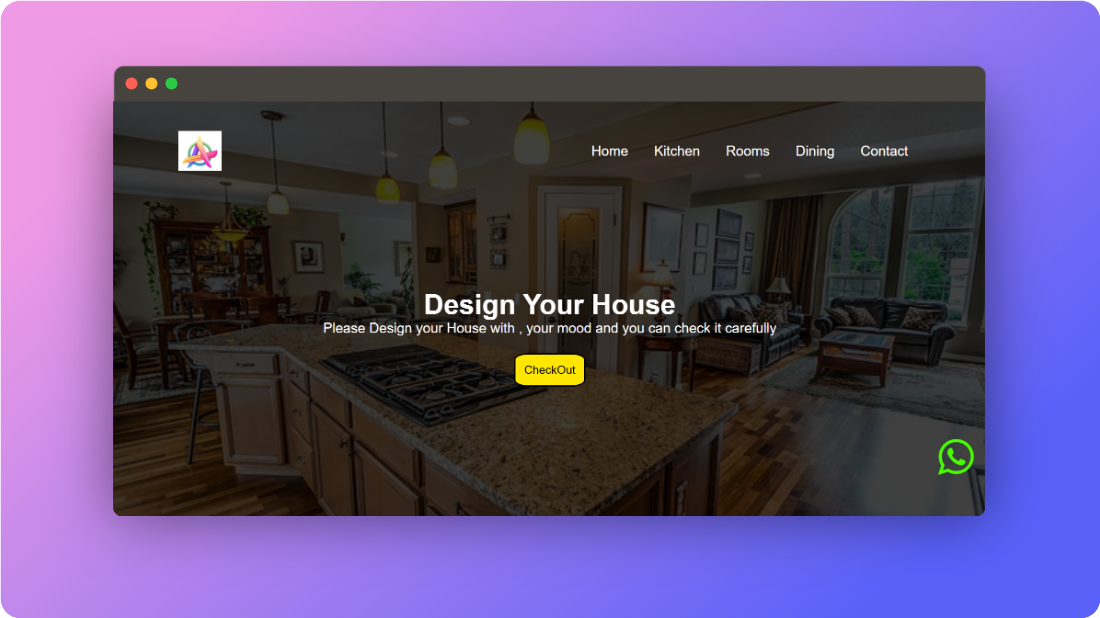 Home Kitchen Rooms Dining Contact
Design Your House
Please Design your House with , your mood and you can check it carefully
CheckOut